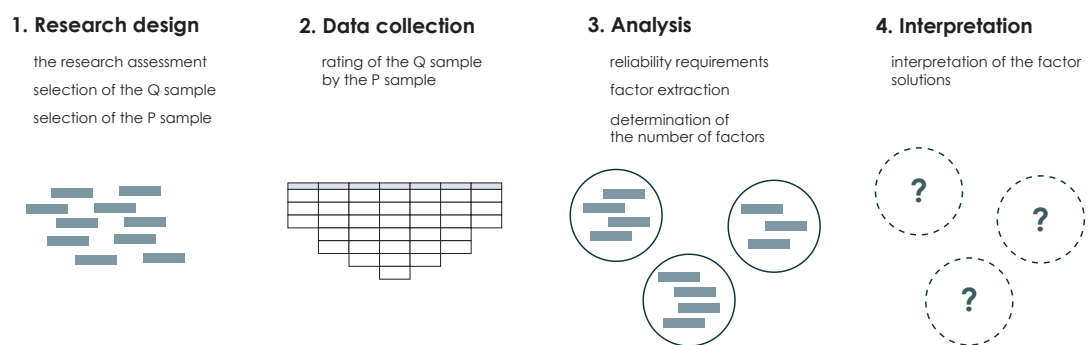 1. Research design
the research assessment
selection of the Q sample
selection of the P sample
2. Data collection
rating of the Q sample
by the P sample
3. Analysis
reliability requirements
factor extraction
determination of
the number of factors
4. Interpretation
interpretation of the factor
solutions
?
?
?